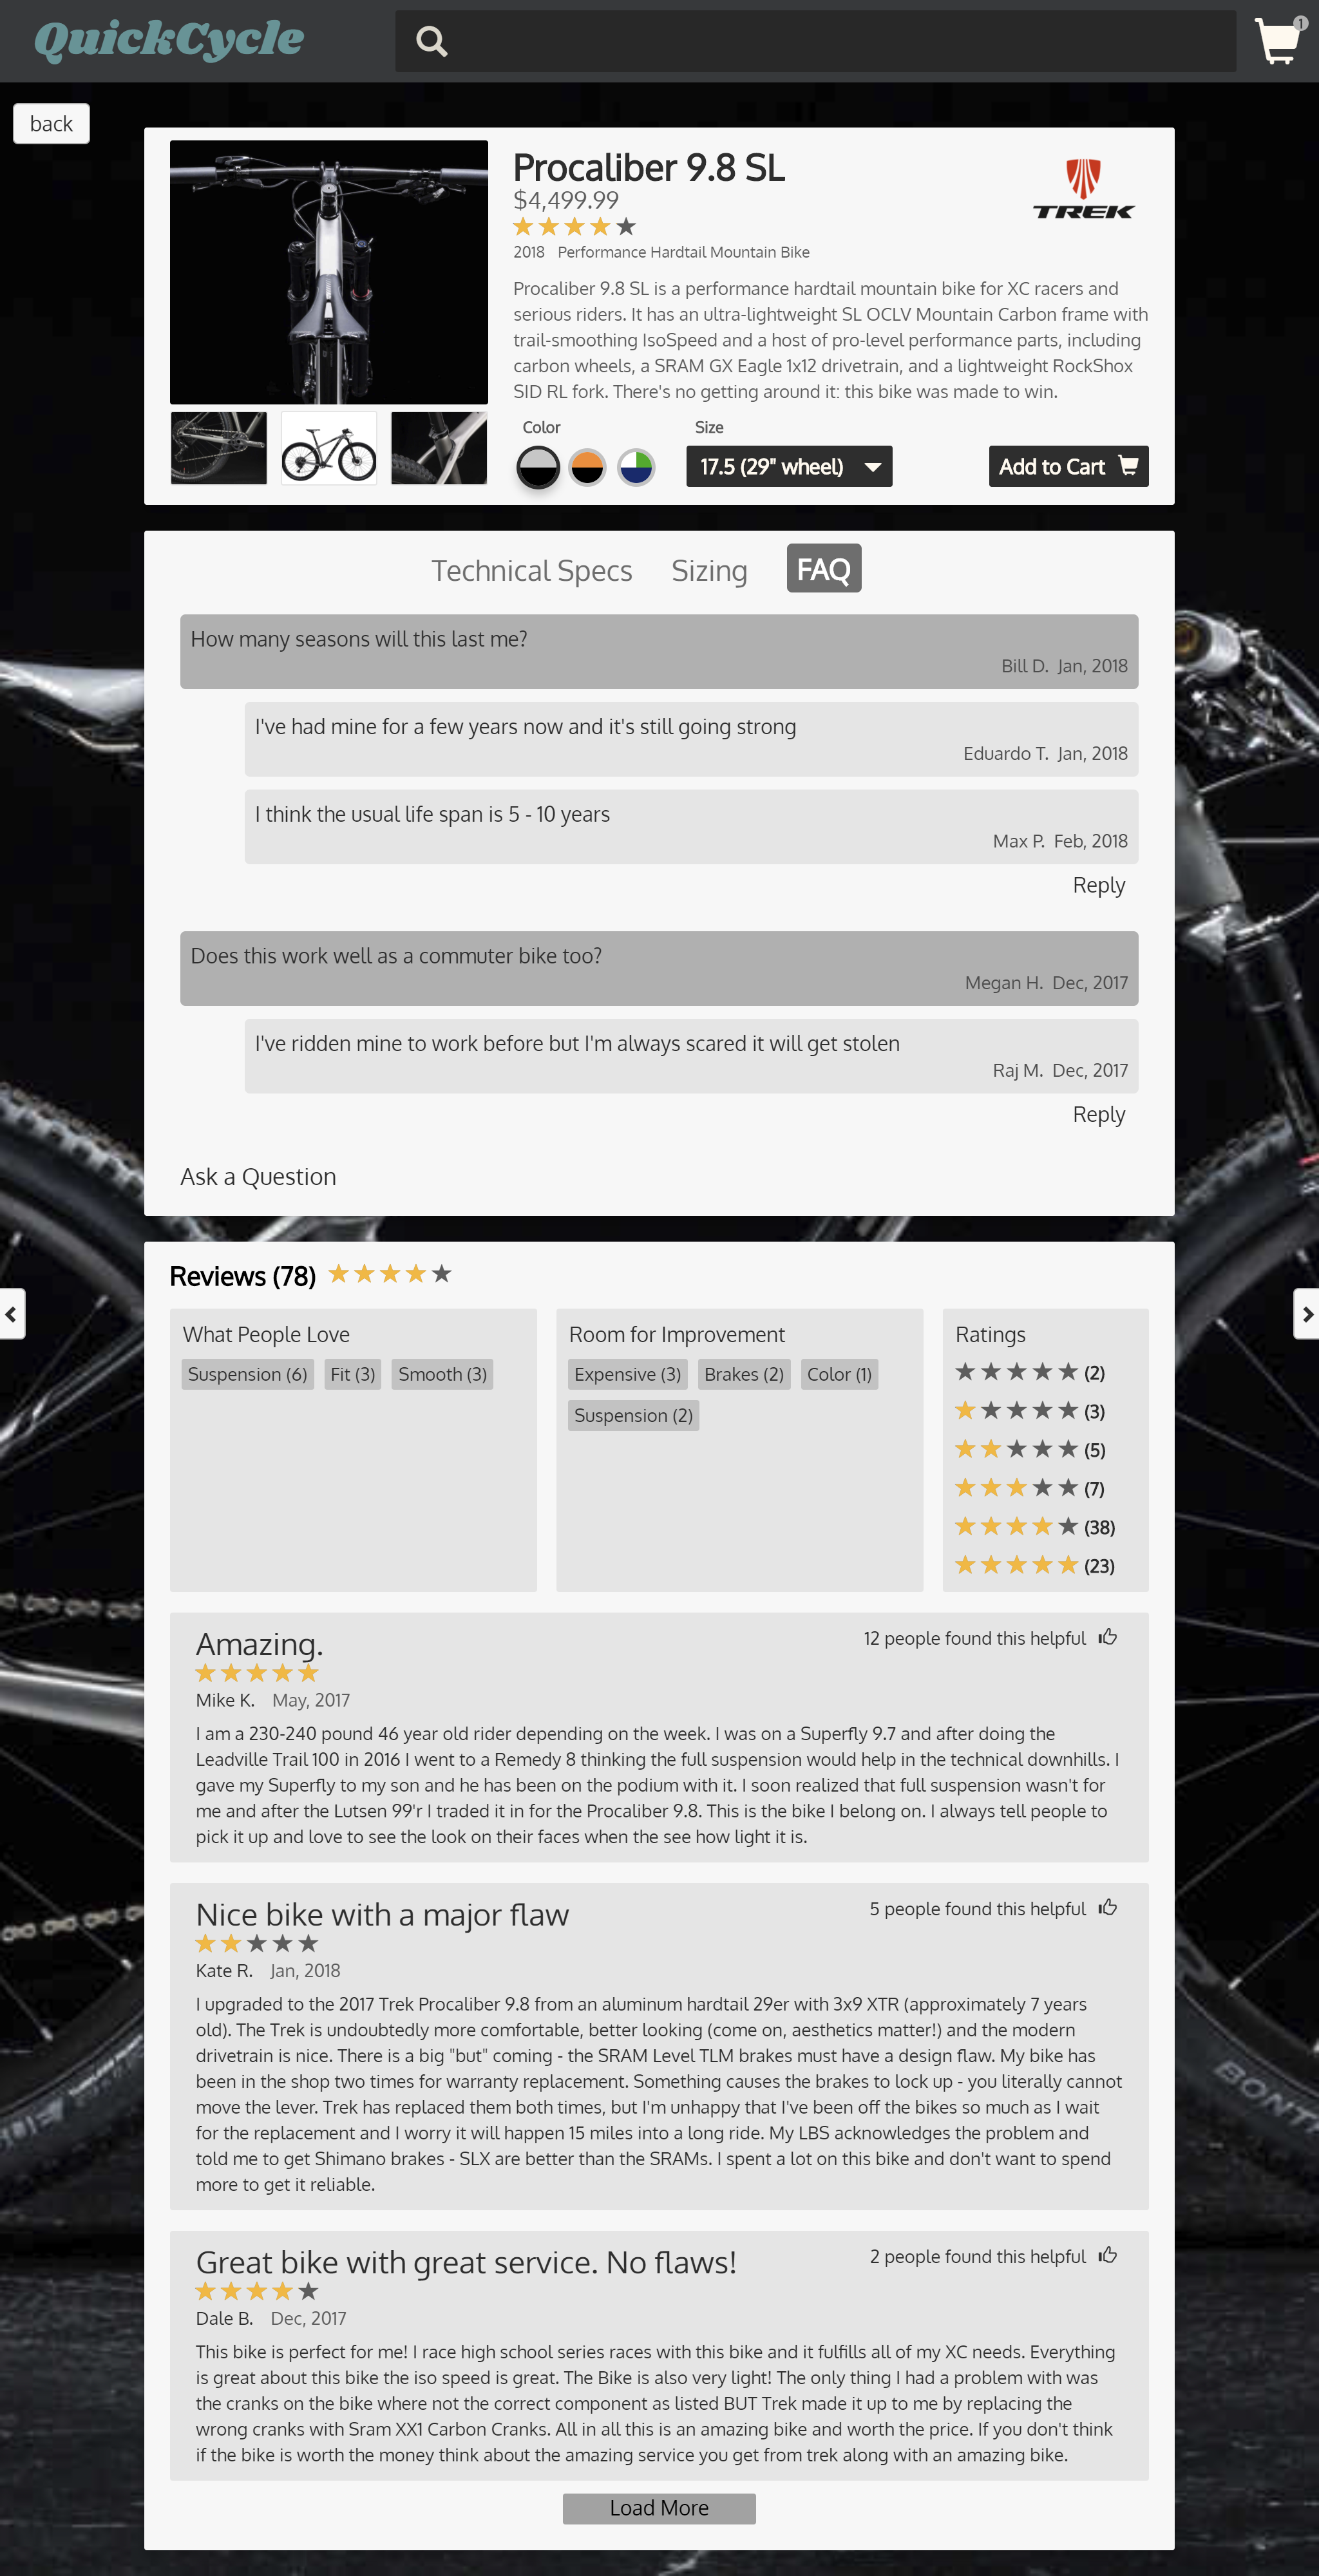 QuickCycle
1
back
Procaliber 9.8 SL
$4,499.99
TREK
2018 Performance Hardtail Mountain Bike
Procaliber 9.8 SL is a performance hardtail mountain bike for XC racers and
serious riders. It has an ultra-lightweight SL OCLV Mountain Carbon frame with
trail-smoothing IsoSpeed and a host of pro-level performance parts, including
carbon wheels, a SRAM GX Eagle 1x12 drivetrain, and a lightweight RockShox
SID RL fork. There's no getting around it: this bike was made to win.
Color
Size
17.5 (29" wheel)
Add to Cart
Technical Specs Sizing FAQ
How many seasons will this last me?
Bill D. Jan, 2018
I've had mine for a few years now and it's still going strong
Eduardo T. Jan, 2018
I think the usual life span is 5 - 10 years
Max P. Feb, 2018
Reply
Does this work well as a commuter bike too?
Megan H. Dec, 2017
I've ridden mine to work before but I'm always scared it will get stolen
Raj M. Dec, 2017
Reply
Ask a Question
Reviews (78)
What People Love
Suspension (6) Fit (3) Smooth (3)
Room for Improvement
Expensive (3) Brakes (2) Color (1)
Suspension (2)
Ratings
(2)
(3)
(5)
(7)
(38)
(23)
Amazing.
12 people found this helpful
Mike K. May, 2017
I am a 230-240 pound 46 year old rider depending on the week. I was on a Superfly 9.7 and after doing the
Leadville Trail 100 in 2016 I went to a Remedy 8 thinking the full suspension would help in the technical downhills. I
gave my Superfly to my son and he has been on the podium with it. I soon realized that full suspension wasn't for
me and after the Lutsen 99'r I traded it in for the Procaliber 9.8. This is the bike I belong on. I always tell people to
pick it up and love to see the look on their faces when the see how light it is.
Nice bike with a major flaw
5 people found this helpful
Kate R. Jan, 2018
I upgraded to the 2017 Trek Procaliber 9.8 from an aluminum hardtail 29er with 3x9 XTR (approximately 7 years
old). The Trek is undoubtedly more comfortable, better looking (come on, aesthetics matter!) and the modern
drivetrain is nice. There is a big "but" coming - the SRAM Level TLM brakes must have a design flaw. My bike has
been in the shop two times for warranty replacement. Something causes the brakes to lock up - you literally cannot
move the lever. Trek has replaced them both times, but I'm unhappy that I've been off the bikes so much as I wait
for the replacement and I worry it will happen 15 miles into a long ride. My LBS acknowledges the problem and
told me to get Shimano brakes - SLX are better than the SRAMs. I spent a lot on this bike and don't want to spend
more to get it reliable.
Great bike with great service. No flaws!
2 people found this helpful
Dale B. Dec, 2017
This bike is perfect for me! I race high school series races with this bike and it fulfills all of my XC needs. Everything
is great about this bike the iso speed is great. The Bike is also very light! The only thing I had a problem with was
the cranks on the bike where not the correct component as listed BUT Trek made it up to me by replacing the
wrong cranks with Sram XX1 Carbon Cranks. All in all this is an amazing bike and worth the price. If you don't think
if the bike is worth the money think about the amazing service you get from trek along with an amazing bike.
Load More